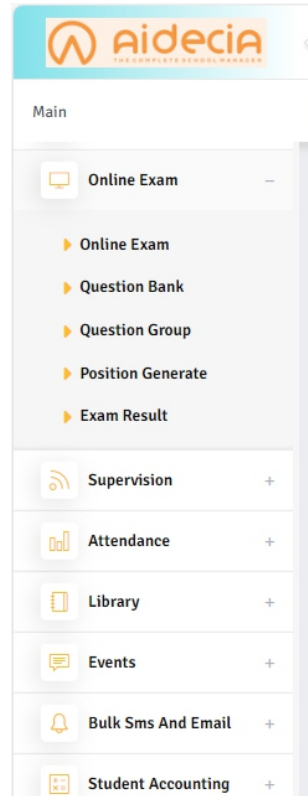 Aidecia
THE COMPLETE SCHOOL MANAGER
Main
Online Exam
Online Exam
Question Bank
Question Group
Position Generate
Exam Result
Supervision
Attendance
Library
Events
Bulk Sms And Email
Student Accounting